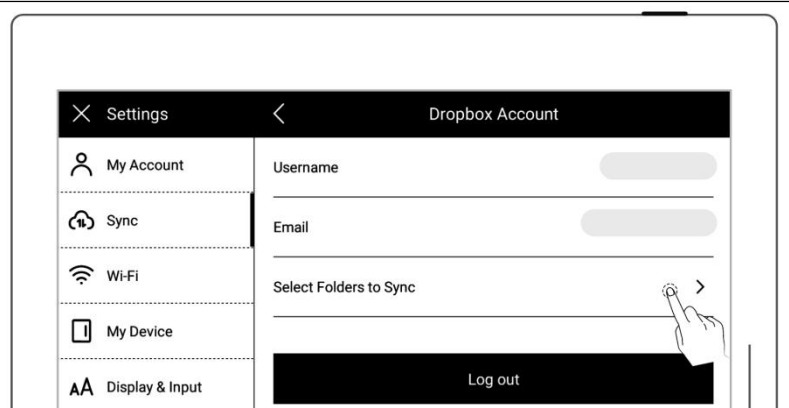 Settings
Dropbox Account
My Account
Username
Sync
Email
Wi-Fi
Select Folders to Sync
My Device
Log out
AA Display & Input